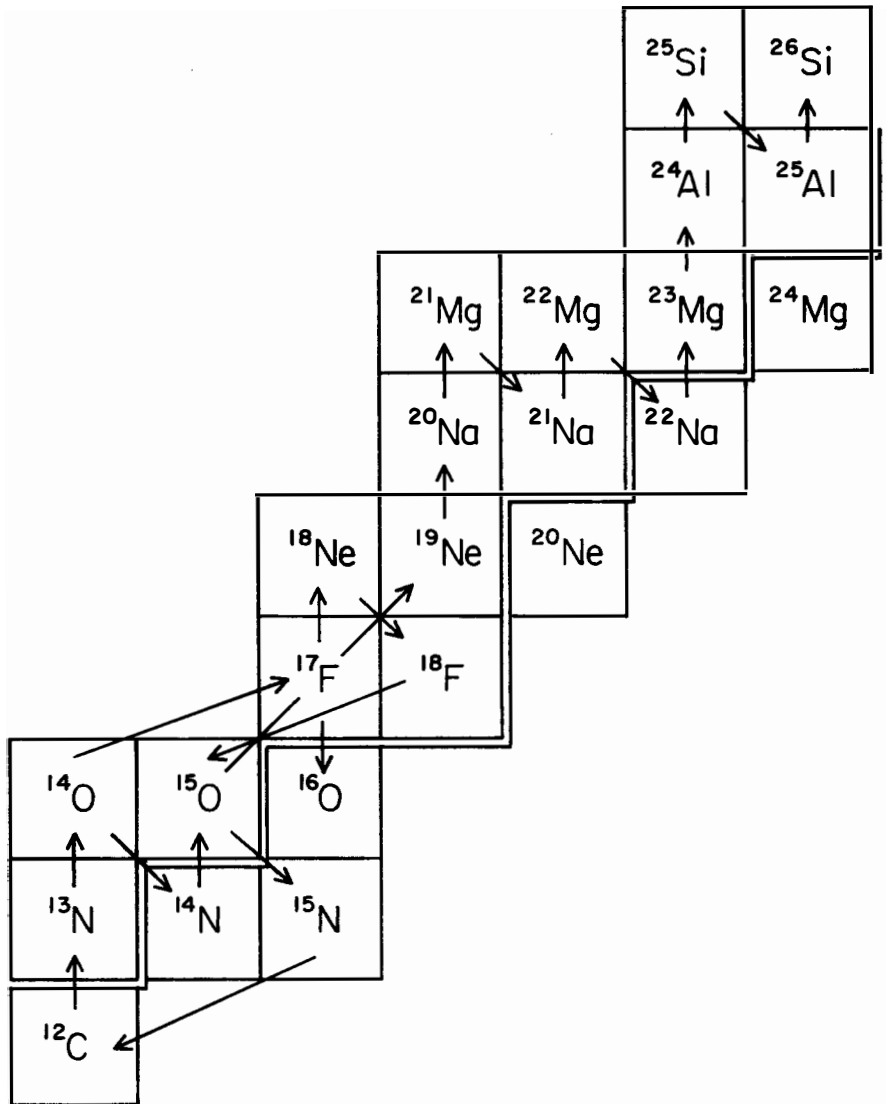 ²⁵Si ²⁶Si
²⁴Al ²⁵Al
²¹Mg ²²Mg ²³Mg ²⁴Mg
²⁰Na ²¹Na ²²Na
¹⁸Ne ¹⁹Ne ²⁰Ne
¹⁷F ¹⁸F
¹⁴O ¹⁵O ¹⁶O
¹³N ¹⁴N ¹⁵N
¹²C